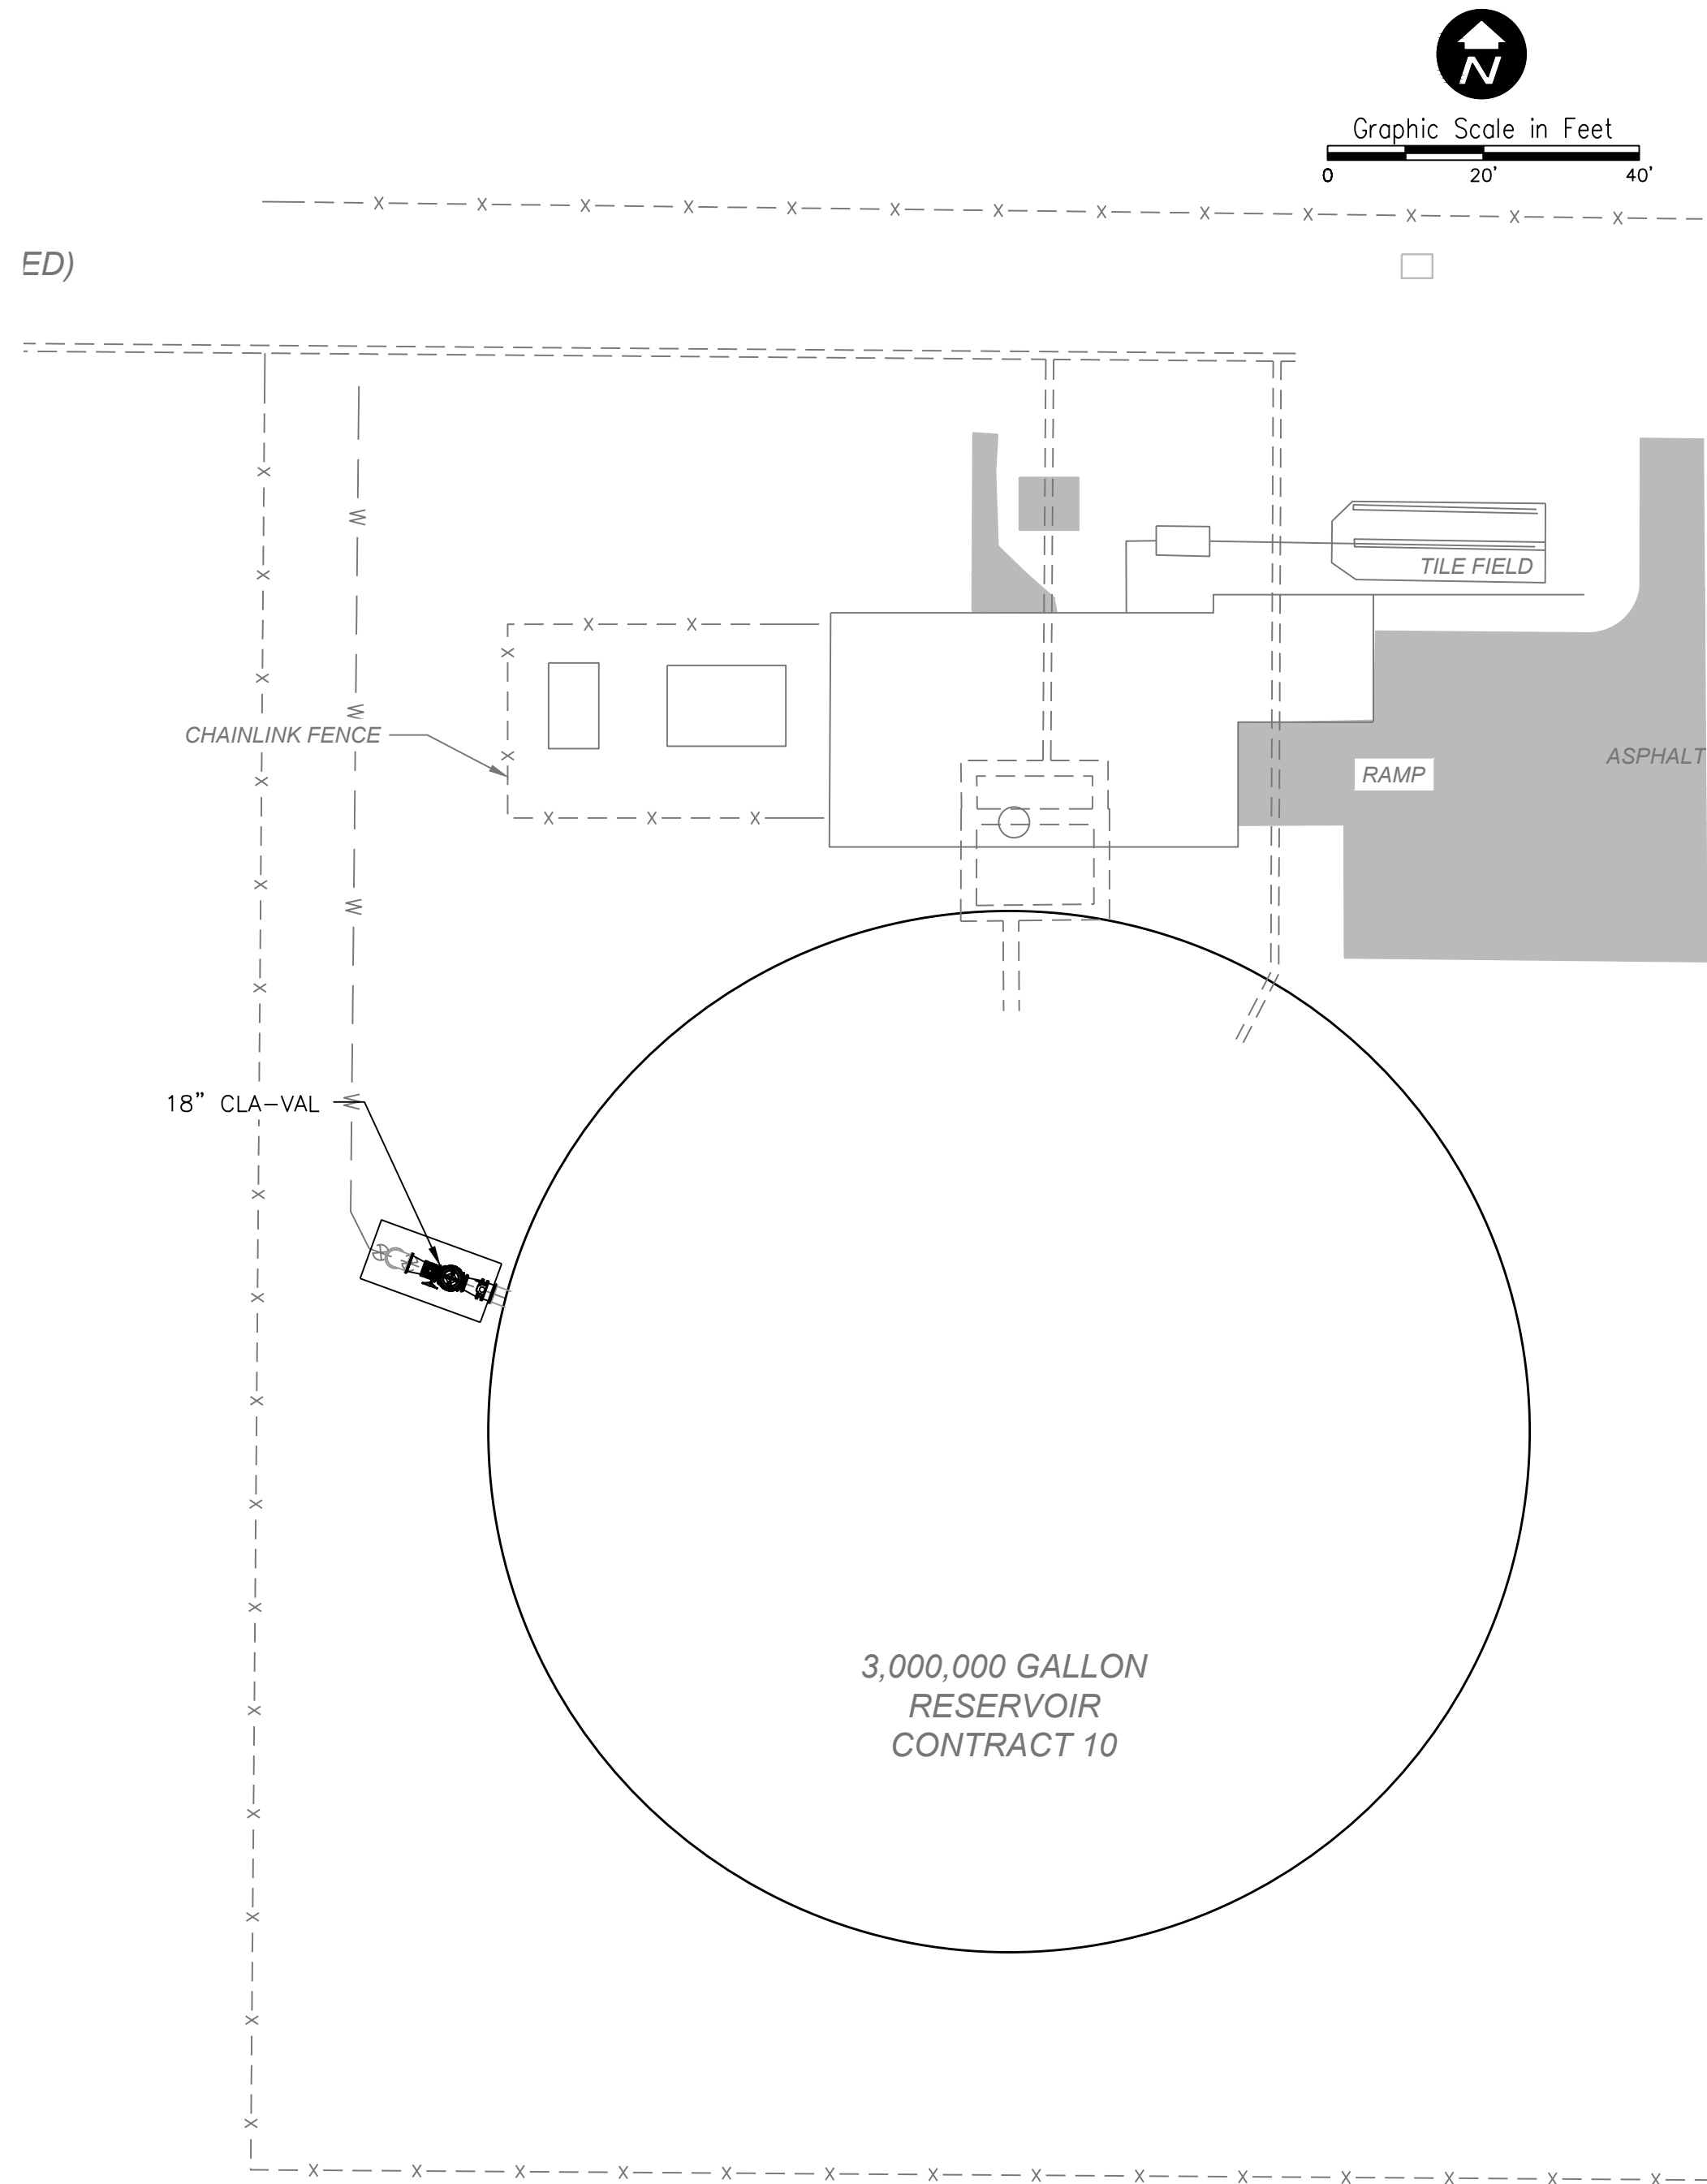 N
Graphic Scale in Feet
0 20' 40'
ED)
TILE FIELD
CHAINLINK FENCE
ASPHALT
RAMP
18" CLA-VAL
3,000,000 GALLON
RESERVOIR
CONTRACT 10